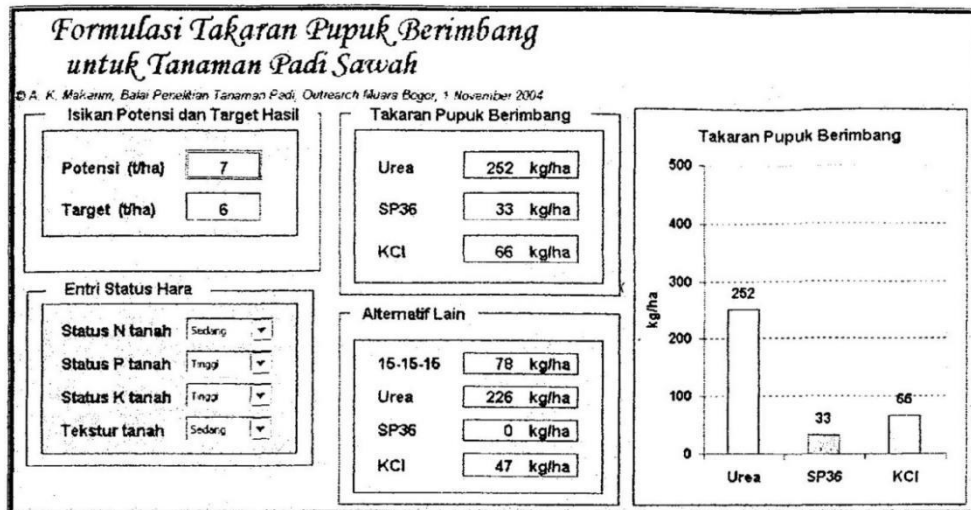 Formulasi Takaran Pupuk Berimbang
untuk Tanaman Padi Sawah
© A. K. Makarim, Balai Penelitian Tanaman Padi, Outrearch Muara Bogor, 1 November 2004
Isikan Potensi dan Target Hasil
Potensi (t/ha) 7
Target (t/ha) 6
Entri Status Hara
Status N tanah Sedang
Status P tanah Tinggi
Status K tanah Tinggi
Tekstur tanah Sedang
Takaran Pupuk Berimbang
Urea 252 kg/ha
SP36 33 kg/ha
KCl 66 kg/ha
Alternatif Lain
15-15-15 78 kg/ha
Urea 226 kg/ha
SP36 0 kg/ha
KCl 47 kg/ha
Takaran Pupuk Berimbang
kg/ha
500
400
300
200
100
0
252
33
66
Urea SP36 KCl